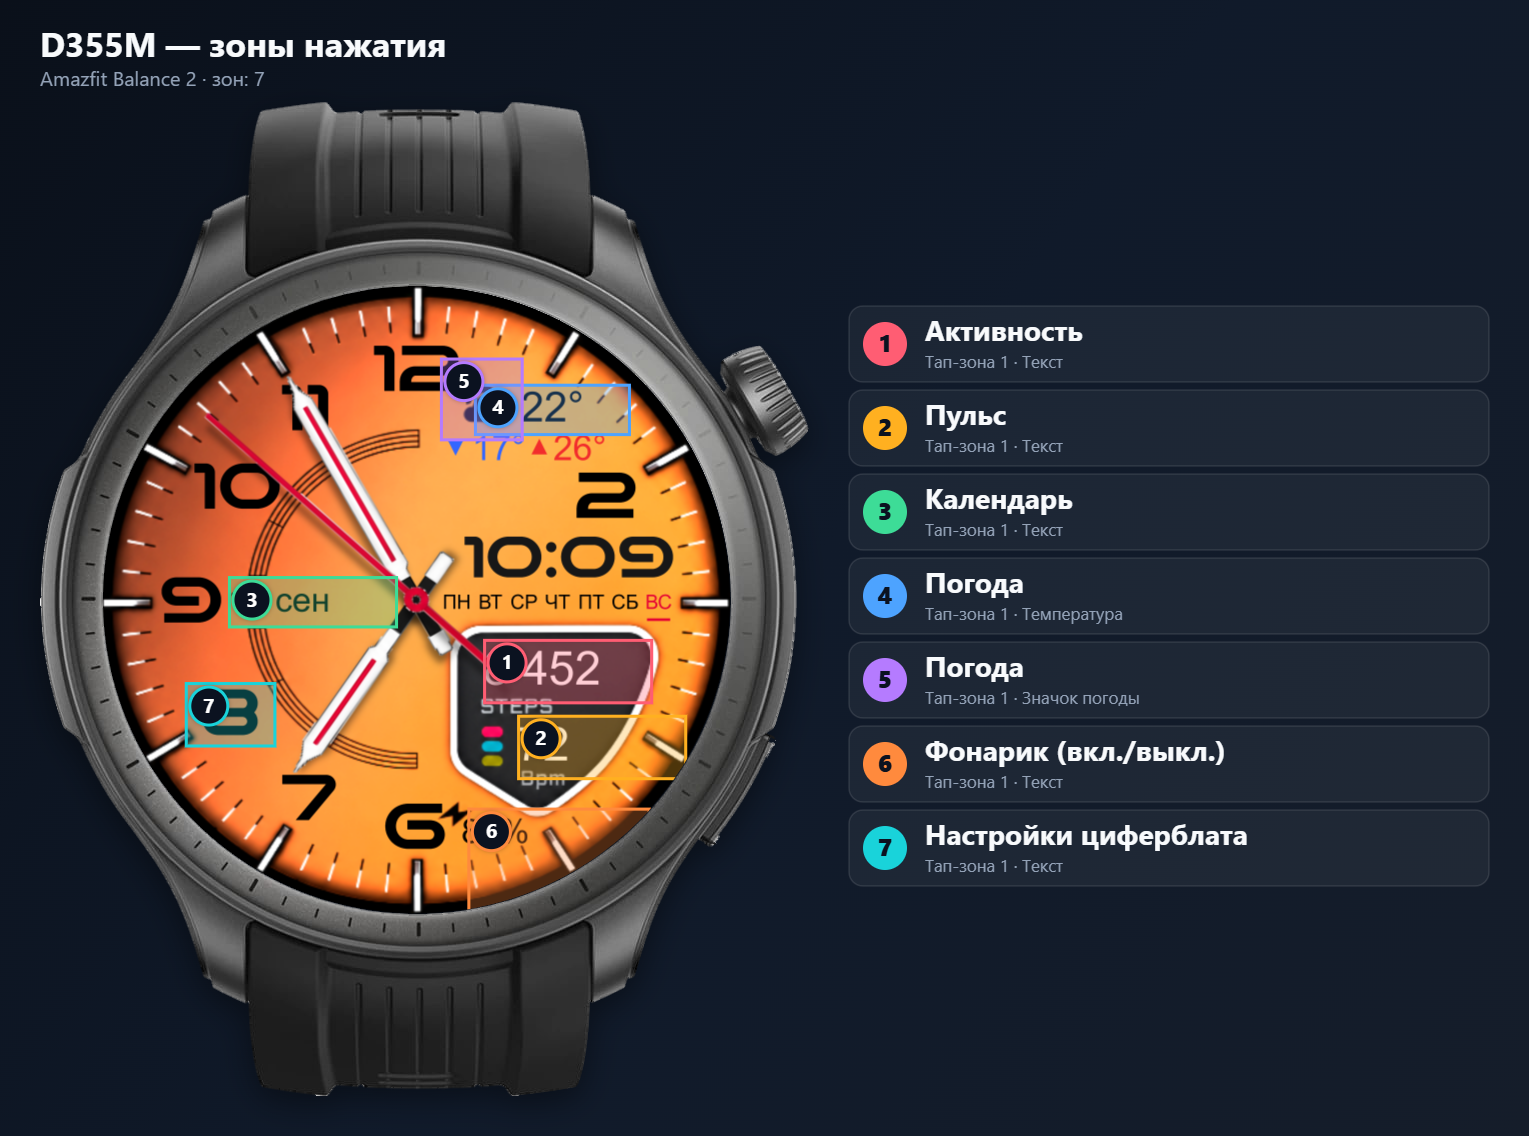 D355M — зоны нажатия
Amazfit Balance 2 · зон: 7
12
11
10
9
8
7
6
2
5
4
22°
17° 26°
10:09
3
сен
ПН ВТ СР ЧТ ПТ СБ ВС
1
452
STEPS
7
2
Bpm
6
%
1
Активность
Тап-зона 1 · Текст
2
Пульс
Тап-зона 1 · Текст
3
Календарь
Тап-зона 1 · Текст
4
Погода
Тап-зона 1 · Температура
5
Погода
Тап-зона 1 · Значок погоды
6
Фонарик (вкл./выкл.)
Тап-зона 1 · Текст
7
Настройки циферблата
Тап-зона 1 · Текст